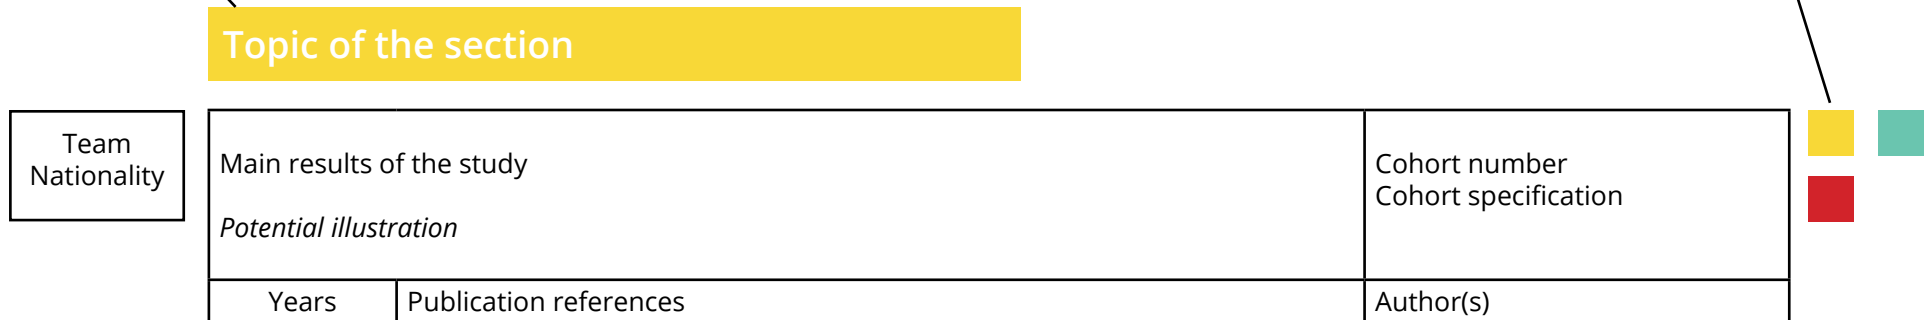 Topic of the section
Team
Nationality
Main results of the study
Potential illustration
Cohort number
Cohort specification
Years
Publication references
Author(s)